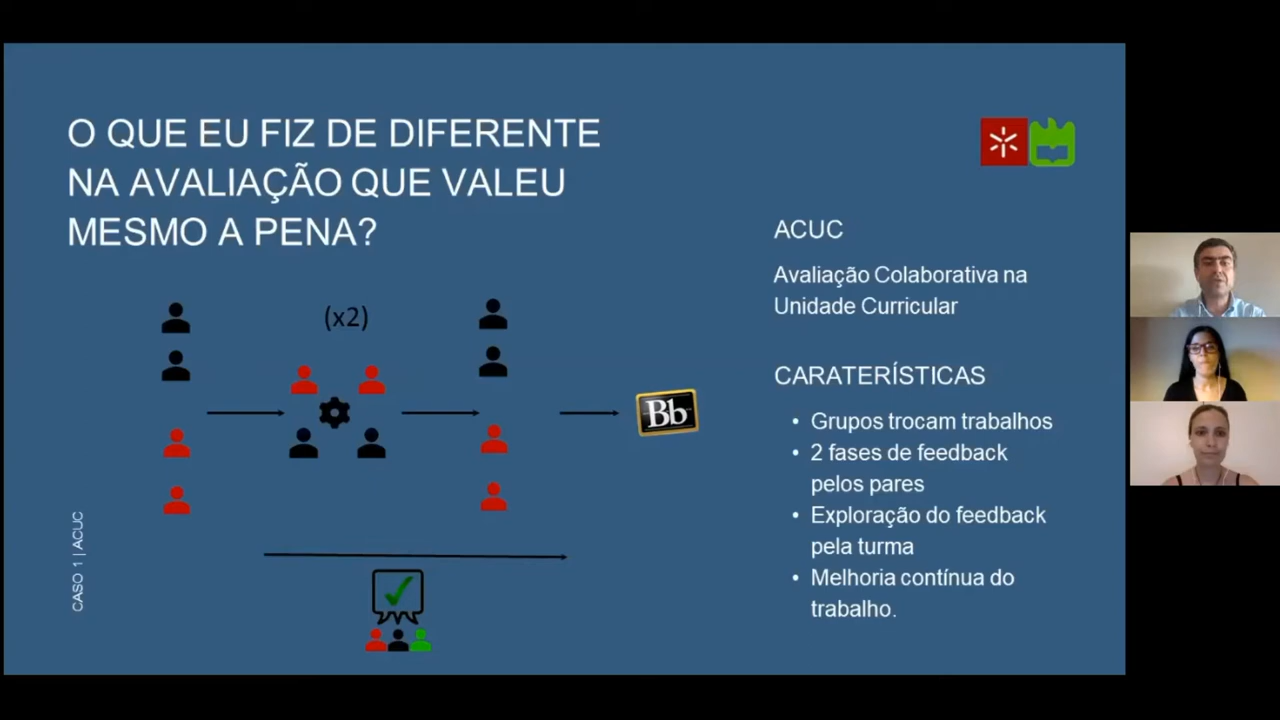 O QUE EU FIZ DE DIFERENTE
NA AVALIAÇÃO QUE VALEU
MESMO A PENA?
(x2)
Bb
CASO 1 | ACUC
ACUC
Avaliação Colaborativa na
Unidade Curricular
CARATERÍSTICAS
• Grupos trocam trabalhos
• 2 fases de feedback
pelos pares
• Exploração do feedback
pela turma
• Melhoria contínua do
trabalho.